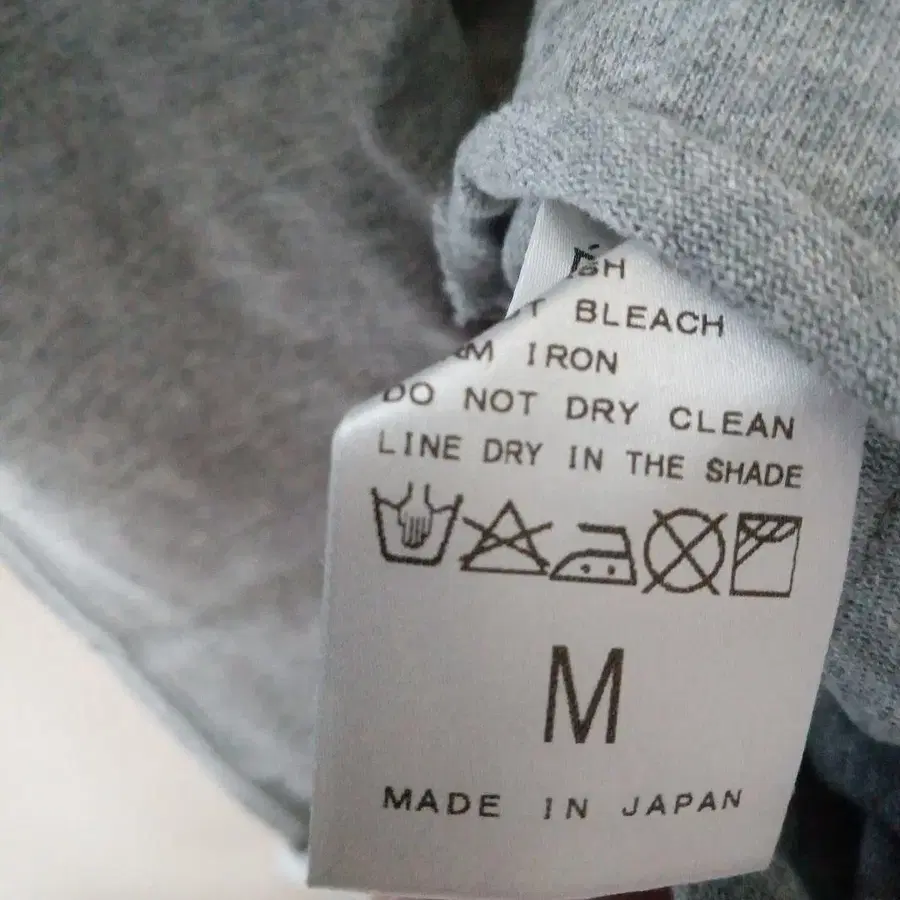 BLEACH
IRON
DO NOT DRY CLEAN
LINE DRY IN THE SHADE
M
MADE IN JAPAN